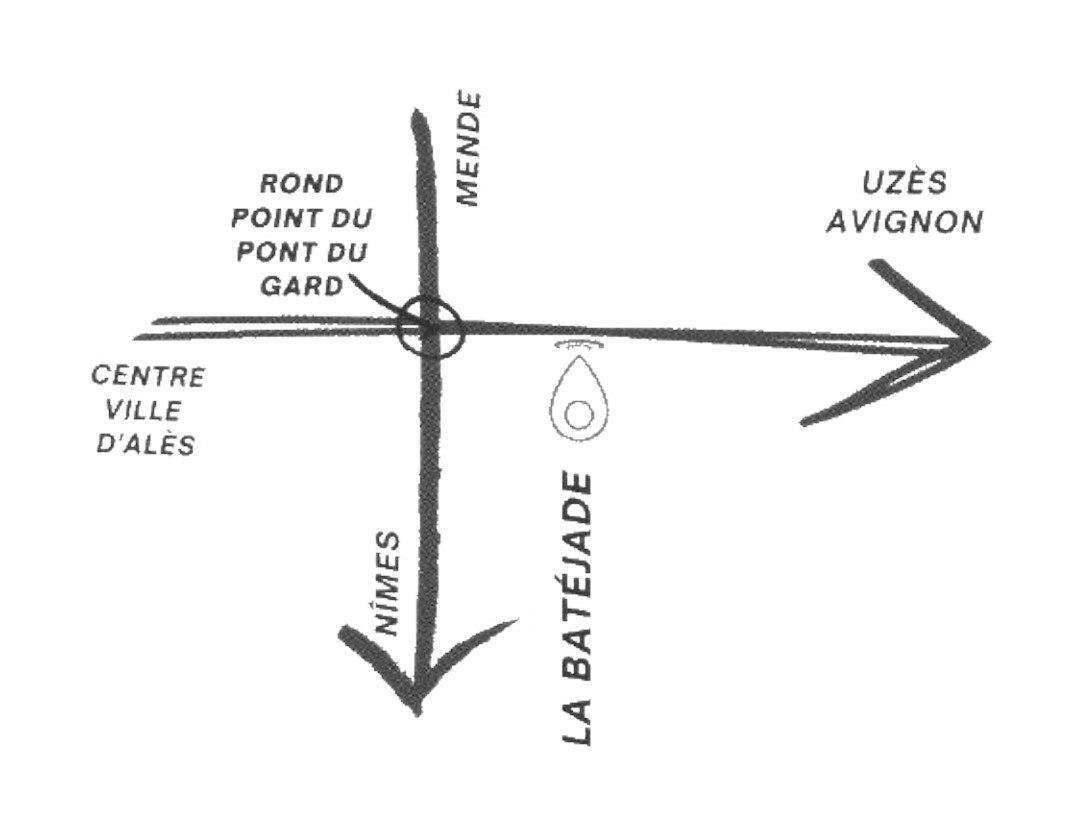 MENDE
ROND
POINT DU
PONT DU
GARD
UZÈS
AVIGNON
CENTRE
VILLE
D'ALÈS
NÎMES
LA BATÉJADE